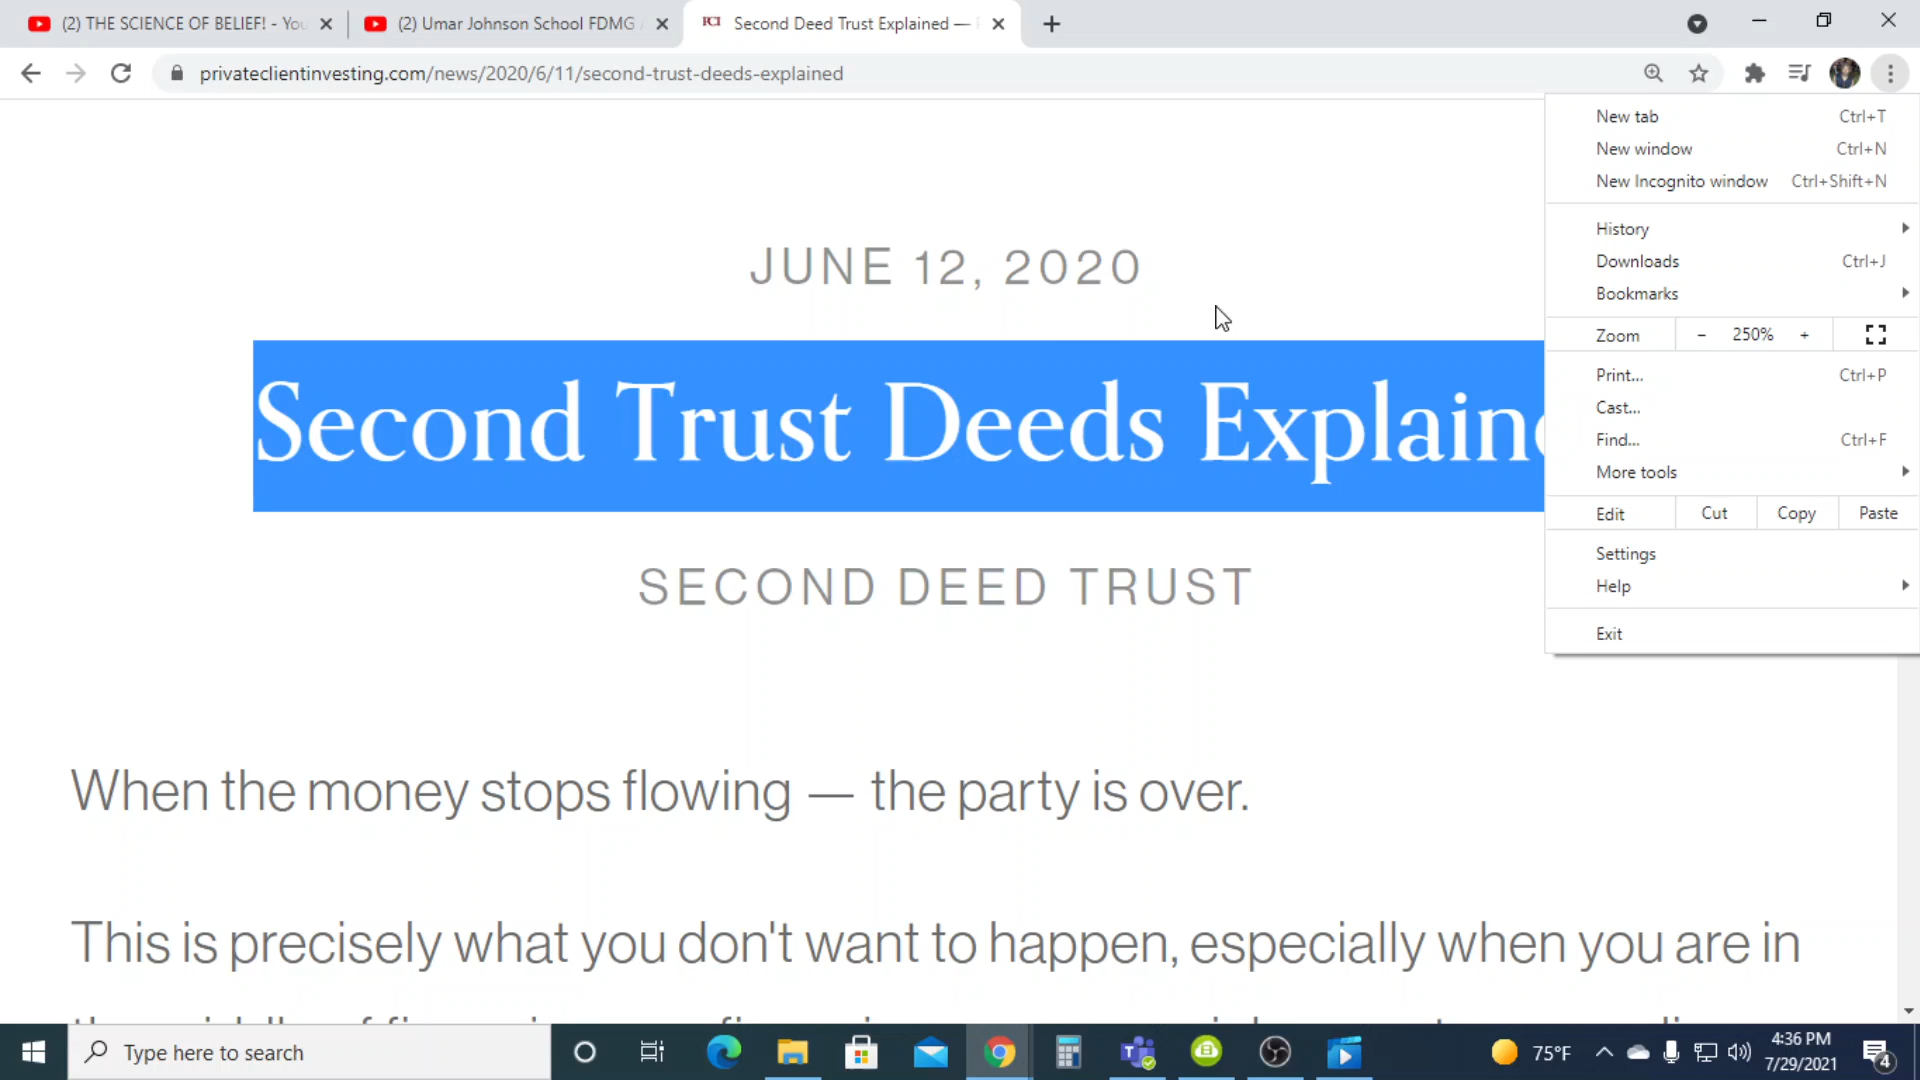 (2) THE SCIENCE OF BELIEF! - You
(2) Umar Johnson School FDMG
Second Deed Trust Explained —
privateclientinvesting.com/news/2020/6/11/second-trust-deeds-explained
New tab Ctrl+T
New window Ctrl+N
New Incognito window Ctrl+Shift+N
History
Downloads Ctrl+J
Bookmarks
Zoom - 250% +
Print... Ctrl+P
Cast...
Find... Ctrl+F
More tools
Edit Cut Copy Paste
Settings
Help
Exit
JUNE 12, 2020
Second Trust Deeds Explaine
SECOND DEED TRUST
When the money stops flowing — the party is over.
This is precisely what you don't want to happen, especially when you are in
Type here to search
75°F
4:36 PM
7/29/2021
4